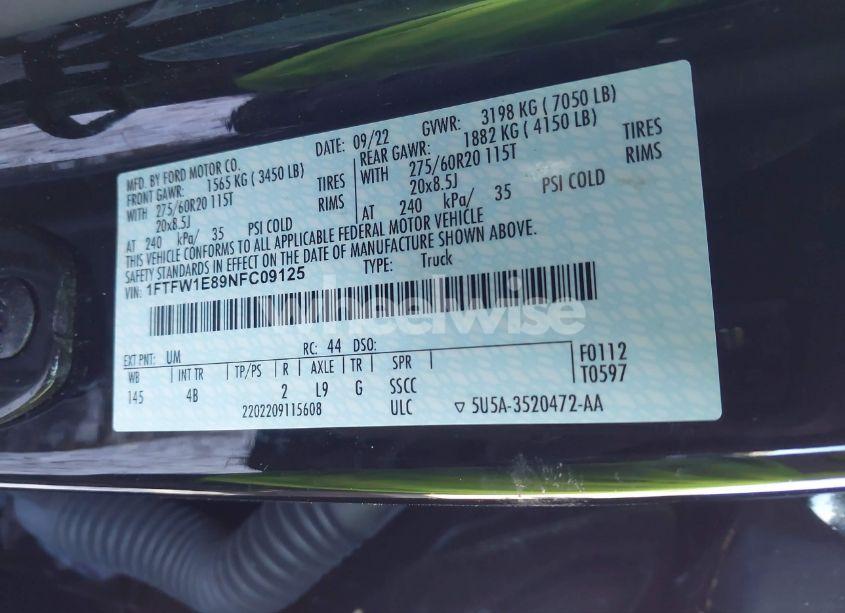 MFD. BY FORD MOTOR CO.
DATE: 09/22 GVWR: 3198 KG ( 7050 LB)
FRONT GAWR: 1565 KG ( 3450 LB)
REAR GAWR: 1882 KG ( 4150 LB)
WITH 275/60R20 115T TIRES
WITH 275/60R20 115T TIRES
20x8.5J RIMS
20x8.5J RIMS
AT 240 kPa/ 35 PSI COLD
AT 240 kPa/ 35 PSI COLD
THIS VEHICLE CONFORMS TO ALL APPLICABLE FEDERAL MOTOR VEHICLE
SAFETY STANDARDS IN EFFECT ON THE DATE OF MANUFACTURE SHOWN ABOVE.
VIN: 1FTFW1E89NFC09125 TYPE: Truck
wheelwise
EXT PNT: UM RC: 44 DSO:
WB INT TR TP/PS R AXLE TR SPR F0112
145 4B 2 L9 G SSCC T0597
2202209115608 ULC ▽ 5U5A-3520472-AA